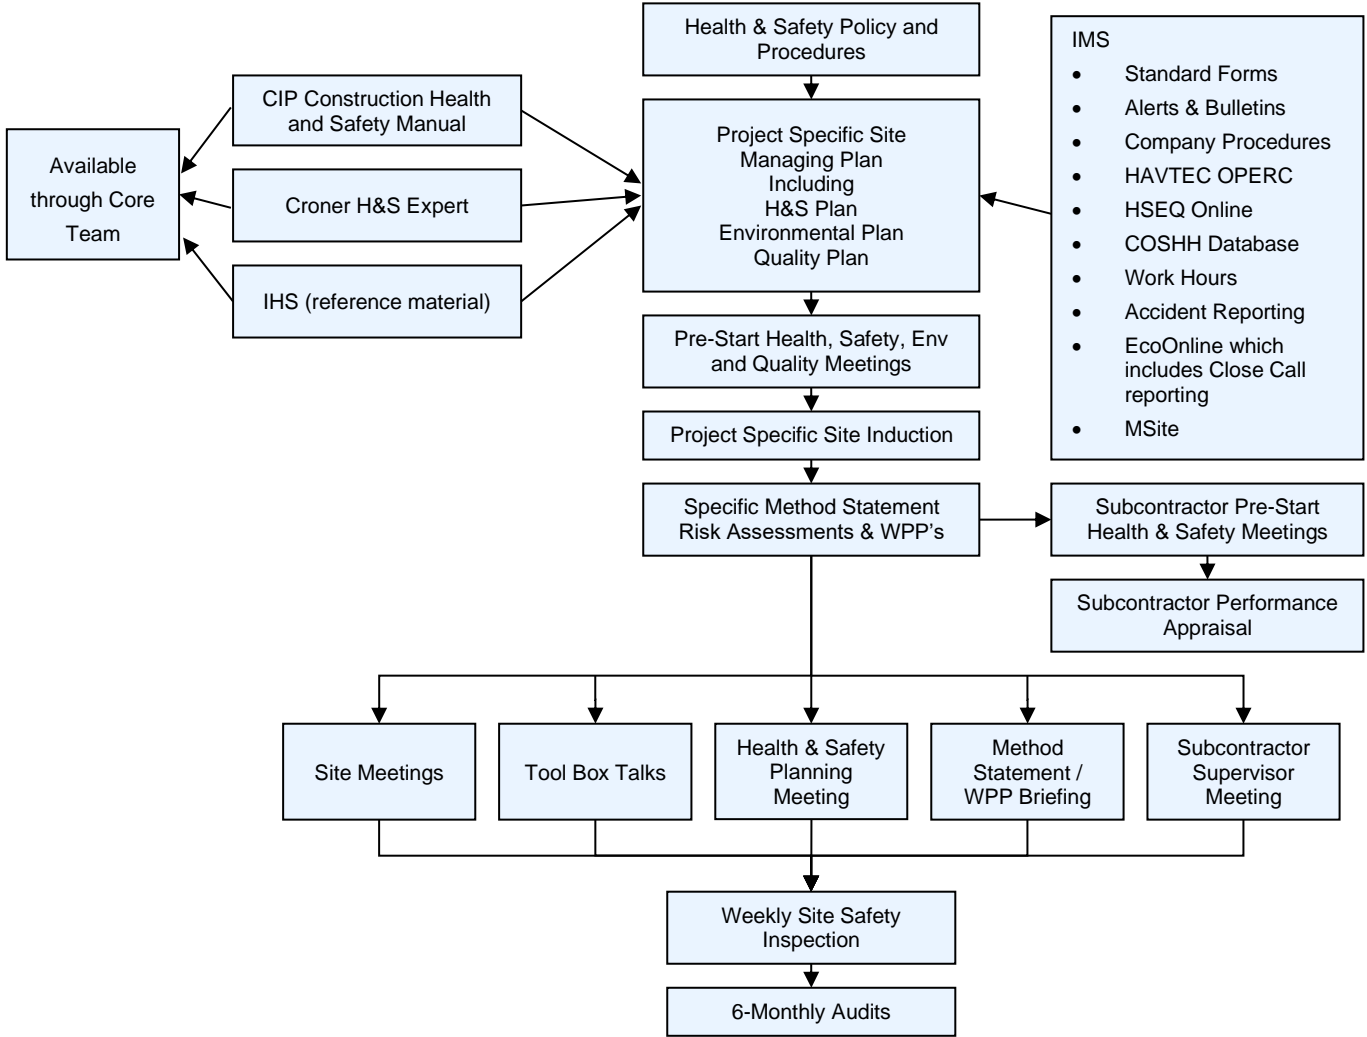 Health & Safety Policy and
Procedures
IMS
• Standard Forms
• Alerts & Bulletins
• Company Procedures
• HAVTEC OPERC
• HSEQ Online
• COSHH Database
• Work Hours
• Accident Reporting
• EcoOnline which
includes Close Call
reporting
• MSite
CIP Construction Health
and Safety Manual
Available
through Core
Team
Croner H&S Expert
IHS (reference material)
Project Specific Site
Managing Plan
Including
H&S Plan
Environmental Plan
Quality Plan
Pre-Start Health, Safety, Env
and Quality Meetings
Project Specific Site Induction
Specific Method Statement
Risk Assessments & WPP's
Subcontractor Pre-Start
Health & Safety Meetings
Subcontractor Performance
Appraisal
Site Meetings
Tool Box Talks
Health & Safety
Planning
Meeting
Method
Statement /
WPP Briefing
Subcontractor
Supervisor
Meeting
Weekly Site Safety
Inspection
6-Monthly Audits